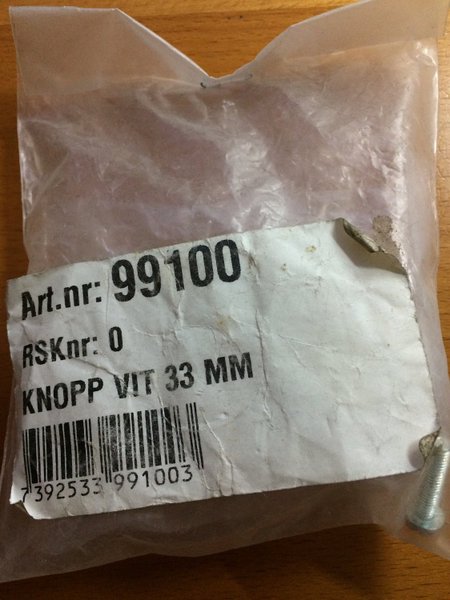 Art.nr: 99100
RSKnr: 0
KNOPP VIT 33 MM
7392533 991003